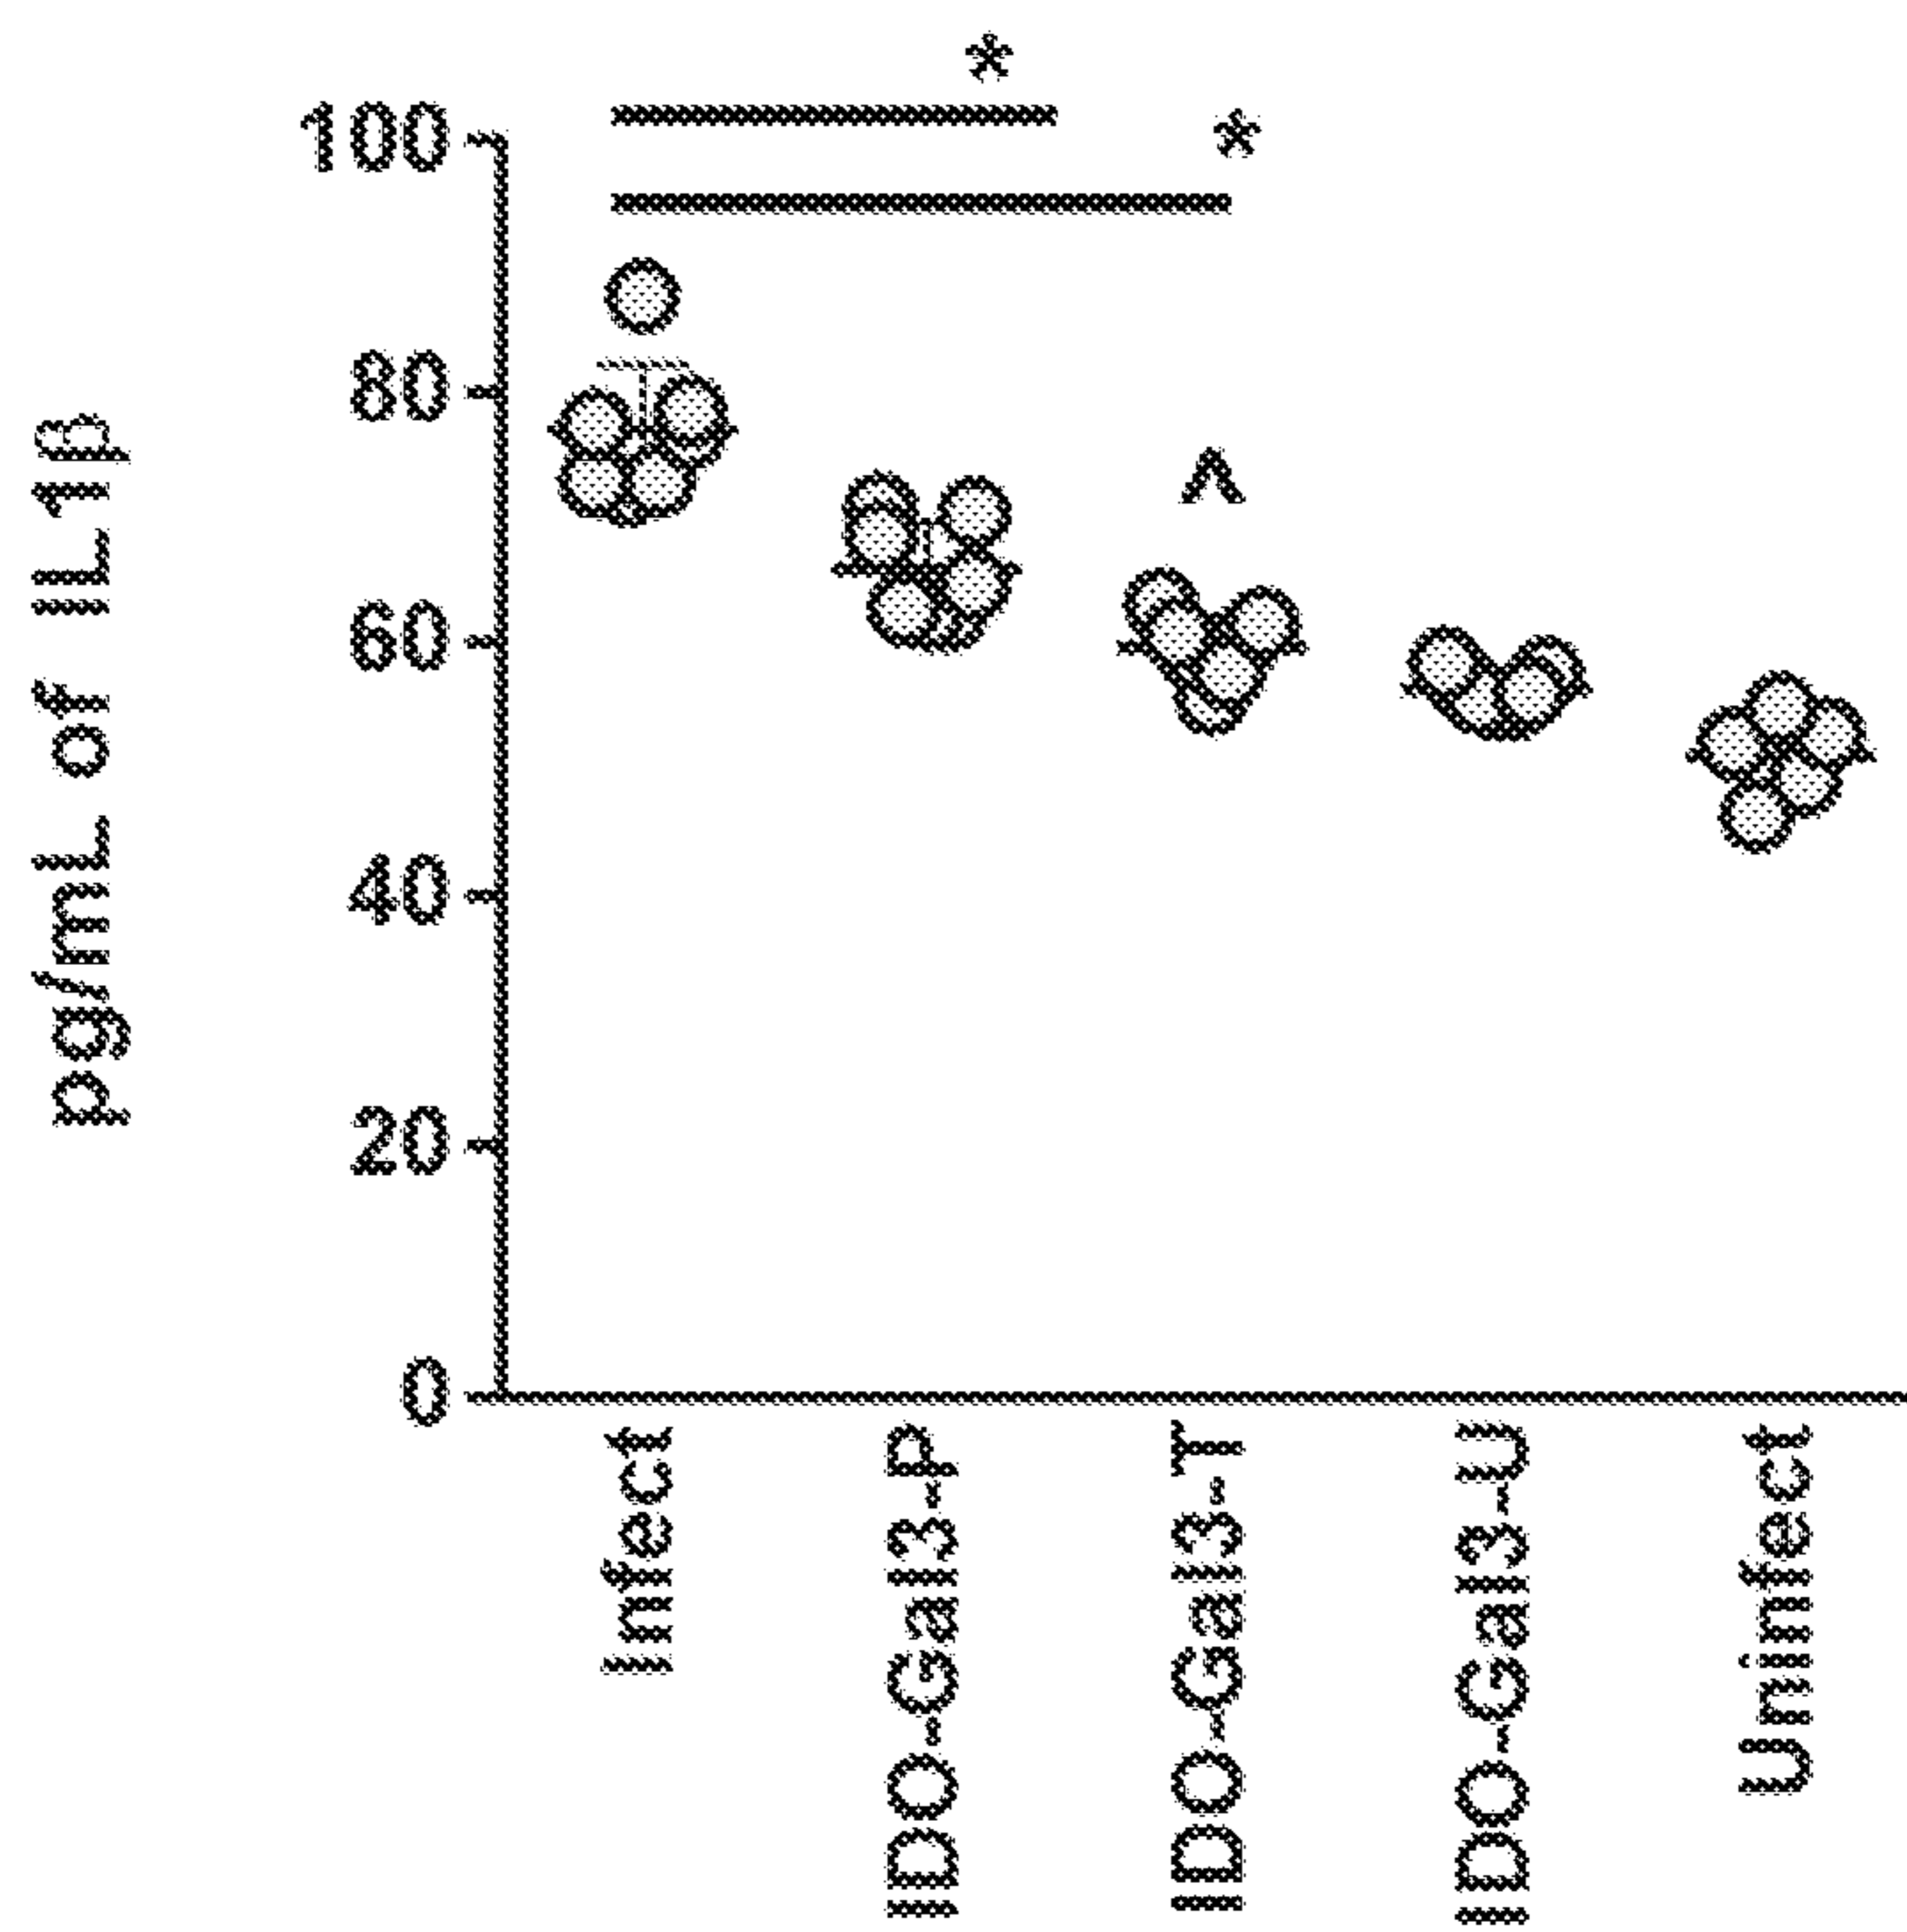 pg/mL of IL1β
*
*
100
80
^
60
40
20
0
Infect
IDO-Gal3-P
IDO-Gal3-T
IDO-Gal3-U
Uninfect